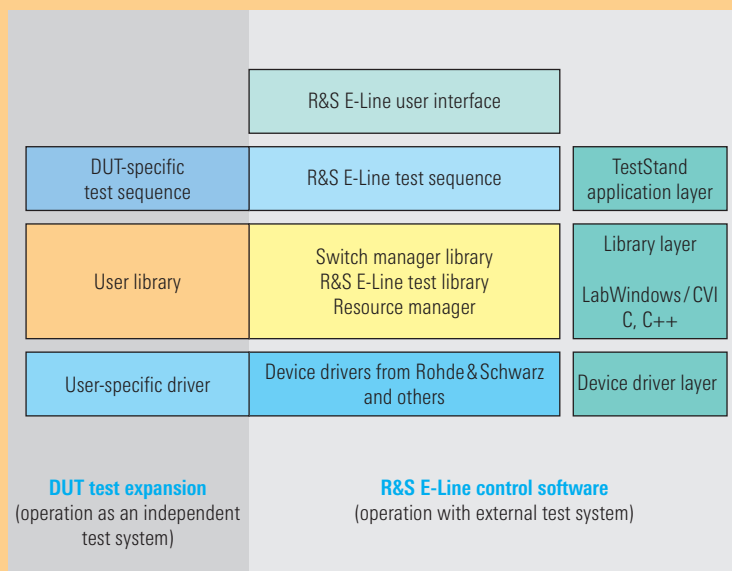 R&S E-Line user interface
DUT-specific
test sequence
R&S E-Line test sequence
TestStand
application layer
User library
Switch manager library
R&S E-Line test library
Resource manager
Library layer
LabWindows/CVI
C, C++
User-specific driver
Device drivers from Rohde&Schwarz
and others
Device driver layer
DUT test expansion
(operation as an independent
test system)
R&S E-Line control software
(operation with external test system)